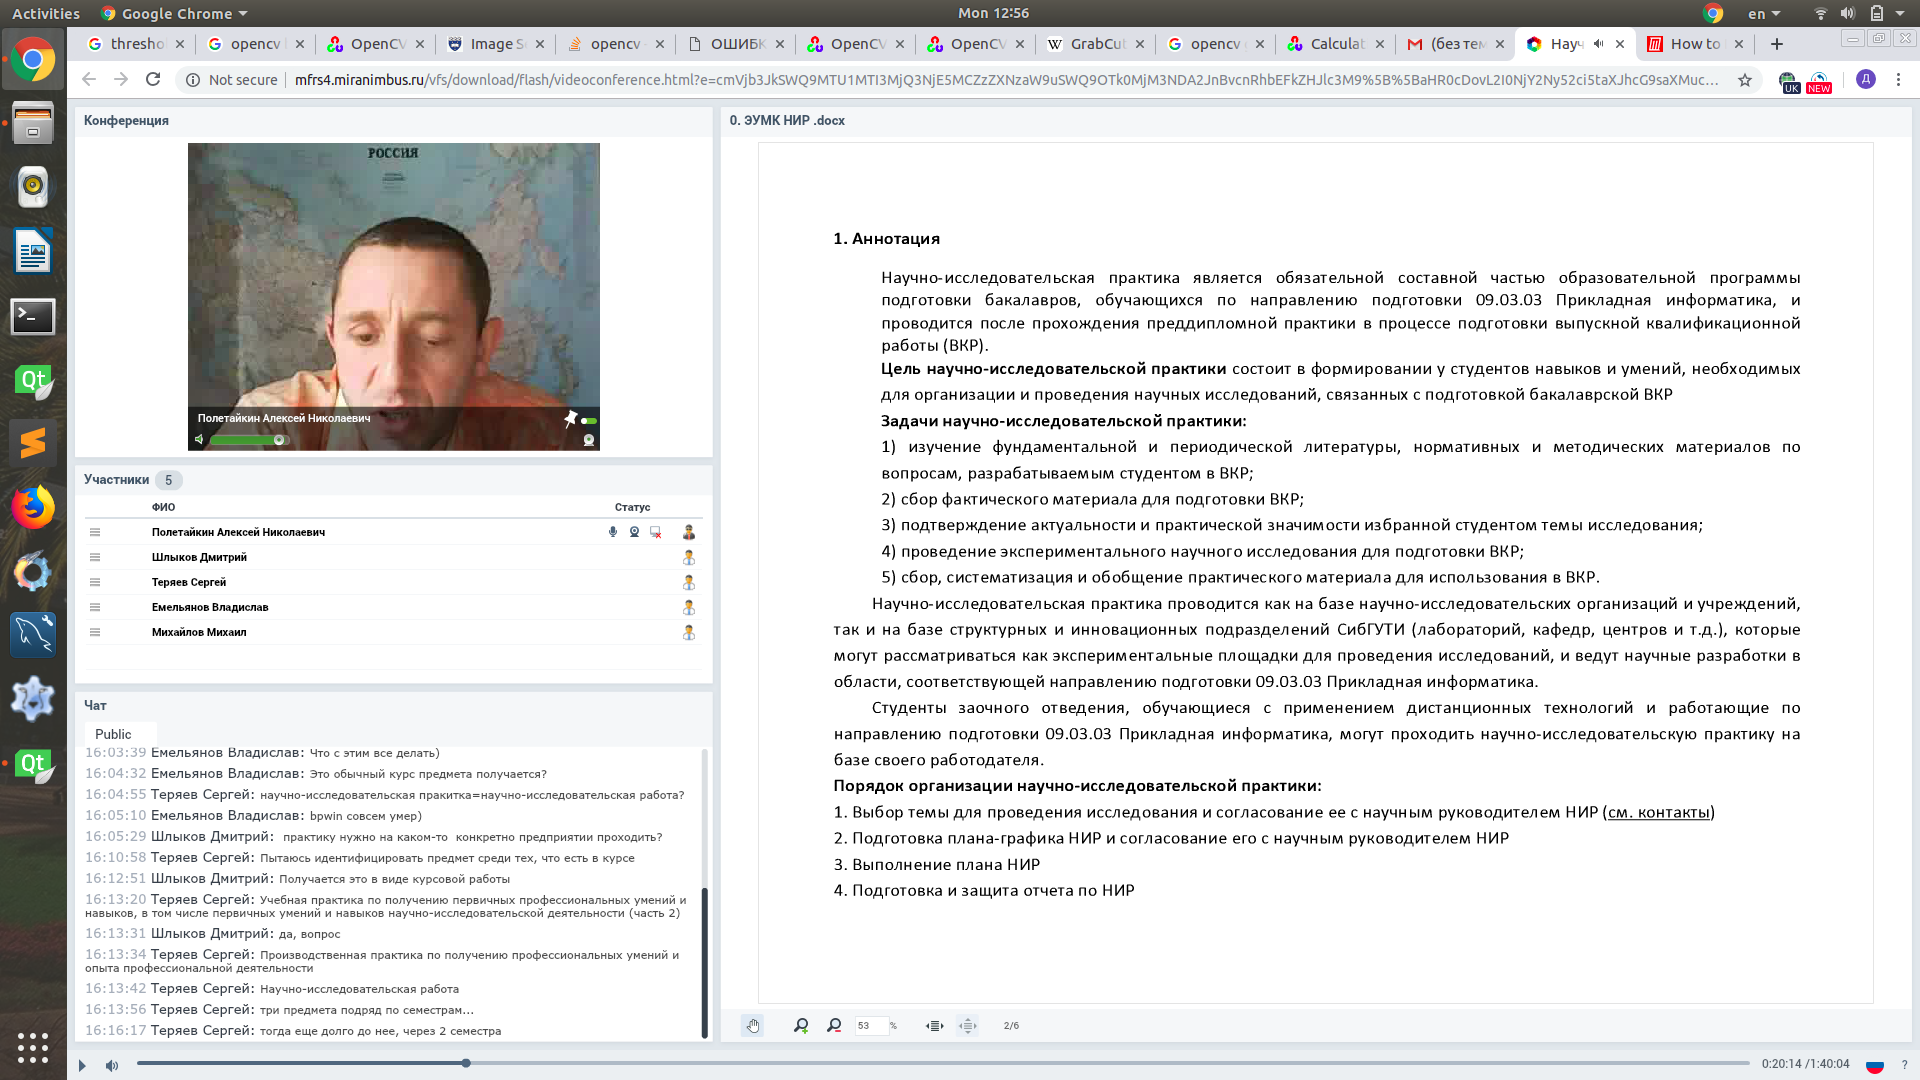 Activities
Google Chrome
Mon 12:56
en
thresho
opencv
OpenCV
Image S
opencv
ОШИБК
OpenCV
OpenCV
GrabCut
opencv
Calculat
(без тем
Науч
How to
Not secure
mfrs4.miranimbus.ru/vfs/download/flash/videoconference.html?e=cmVjb3JkSWQ9MTU1MTI3MjQ3NjE5MCZzZXNzaW9uSWQ9OTk0MjM3NDA2JnBvcnRhbEFkZHJlc3M9%5B%5BaHR0cDovL2I0NjY2Ny52ci5taXJhcG9saXMuc...
UK
NEW
Д
Конференция
РОССИЯ
Полетайкин Алексей Николаевич
Участники 5
ФИО Статус
Полетайкин Алексей Николаевич
Шлыков Дмитрий
Теряев Сергей
Емельянов Владислав
Михайлов Михаил
Чат
Public
16:03:39 Емельянов Владислав: Что с этим все делать)
16:04:32 Емельянов Владислав: Это обычный курс предмета получается?
16:04:55 Теряев Сергей: научно-исследовательская пракитка=научно-исследовательская работа?
16:05:10 Емельянов Владислав: bpwin совсем умер)
16:05:29 Шлыков Дмитрий: практику нужно на каком-то конкретно предприятии проходить?
16:10:58 Теряев Сергей: Пытаюсь идентифицировать предмет среди тех, что есть в курсе
16:12:51 Шлыков Дмитрий: Получается это в виде курсовой работы
16:13:20 Теряев Сергей: Учебная практика по получению первичных профессиональных умений и
навыков, в том числе первичных умений и навыков научно-исследовательской деятельности (часть 2)
16:13:31 Шлыков Дмитрий: да, вопрос
16:13:34 Теряев Сергей: Производственная практика по получению профессиональных умений и
опыта профессиональной деятельности
16:13:42 Теряев Сергей: Научно-исследовательская работа
16:13:56 Теряев Сергей: три предмета подряд по семестрам...
16:16:17 Теряев Сергей: тогда еще долго до нее, через 2 семестра
0. ЭУМК НИР .docx
1. Аннотация
Научно-исследовательская практика является обязательной составной частью образовательной программы
подготовки бакалавров, обучающихся по направлению подготовки 09.03.03 Прикладная информатика, и
проводится после прохождения преддипломной практики в процессе подготовки выпускной квалификационной
работы (ВКР).
Цель научно-исследовательской практики состоит в формировании у студентов навыков и умений, необходимых
для организации и проведения научных исследований, связанных с подготовкой бакалаврской ВКР
Задачи научно-исследовательской практики:
1) изучение фундаментальной и периодической литературы, нормативных и методических материалов по
вопросам, разрабатываемым студентом в ВКР;
2) сбор фактического материала для подготовки ВКР;
3) подтверждение актуальности и практической значимости избранной студентом темы исследования;
4) проведение экспериментального научного исследования для подготовки ВКР;
5) сбор, систематизация и обобщение практического материала для использования в ВКР.
Научно-исследовательская практика проводится как на базе научно-исследовательских организаций и учреждений,
так и на базе структурных и инновационных подразделений СибГУТИ (лабораторий, кафедр, центров и т.д.), которые
могут рассматриваться как экспериментальные площадки для проведения исследований, и ведут научные разработки в
области, соответствующей направлению подготовки 09.03.03 Прикладная информатика.
Студенты заочного отведения, обучающиеся с применением дистанционных технологий и работающие по
направлению подготовки 09.03.03 Прикладная информатика, могут проходить научно-исследовательскую практику на
базе своего работодателя.
Порядок организации научно-исследовательской практики:
1. Выбор темы для проведения исследования и согласование ее с научным руководителем НИР (см. контакты)
2. Подготовка плана-графика НИР и согласование его с научным руководителем НИР
3. Выполнение плана НИР
4. Подготовка и защита отчета по НИР
53 %
2/6
0:20:14 /1:40:04
?